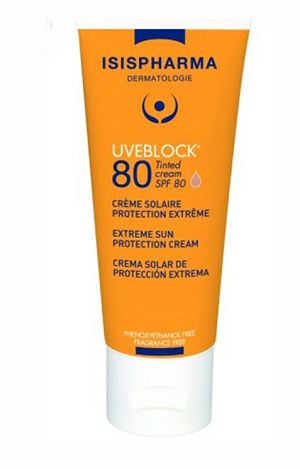 ISISPHARMA
DERMATOLOGIE
UVEBLOCK®
80 Tinted
cream
SPF 80
CRÈME SOLAIRE
PROTECTION EXTRÊME
EXTREME SUN
PROTECTION CREAM
CREMA SOLAR DE
PROTECCIÓN EXTREMA
PHENOXYETHANOL FREE
FRAGRANCE FREE